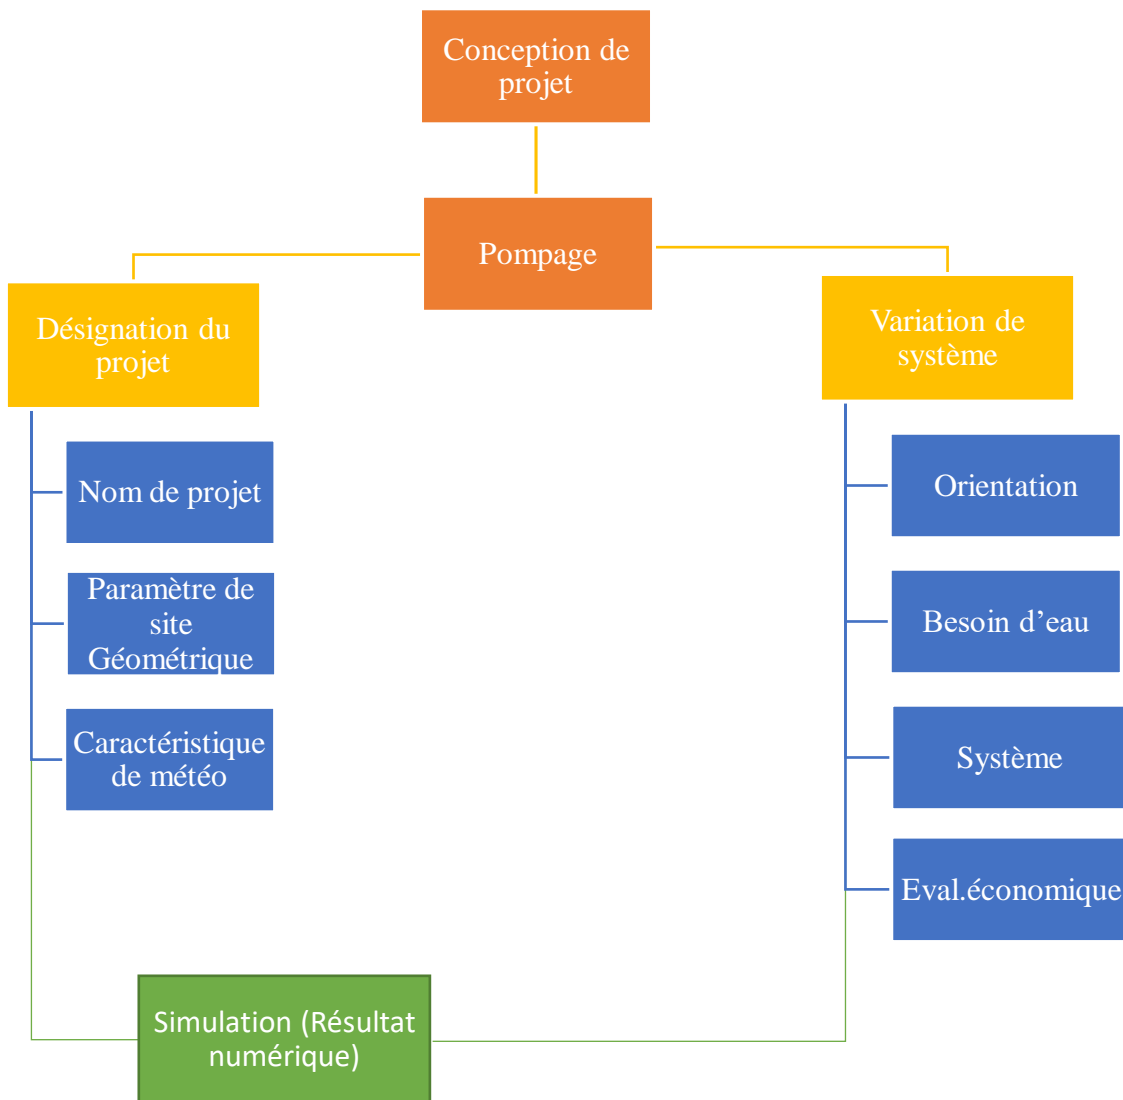 Conception de
projet
Pompage
Désignation du
projet
Nom de projet
Paramètre de
site
Géométrique
Caractéristique
de météo
Variation de
système
Orientation
Besoin d’eau
Système
Eval.économique
Simulation (Résultat
numérique)